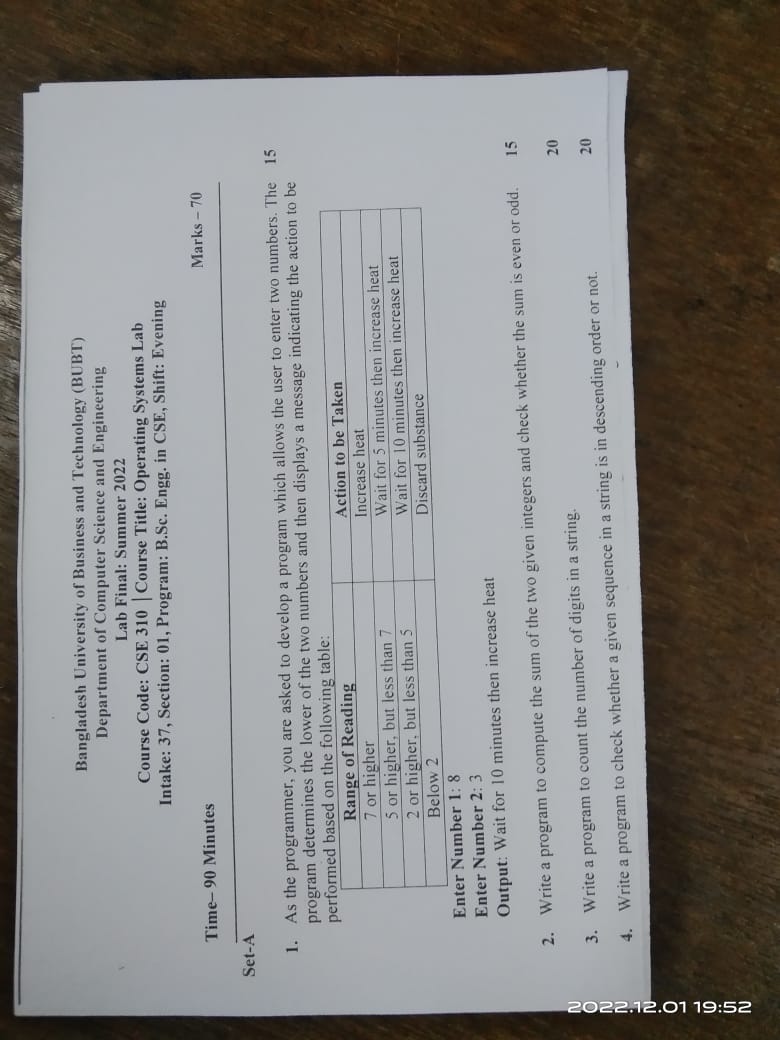 Bangladesh University of Business and Technology (BUBT)
Department of Computer Science and Engineering
Lab Final: Summer 2022
Course Code: CSE 310 | Course Title: Operating Systems Lab
Intake: 37, Section: 01, Program: B.Sc. Engg. in CSE, Shift: Evening
Time– 90 Minutes Marks – 70
Set-A
1. As the programmer, you are asked to develop a program which allows the user to enter two numbers. The 15
program determines the lower of the two numbers and then displays a message indicating the action to be
performed based on the following table:
Range of Reading Action to be Taken
7 or higher Increase heat
5 or higher, but less than 7 Wait for 5 minutes then increase heat
2 or higher, but less than 5 Wait for 10 minutes then increase heat
Below 2 Discard substance
Enter Number 1: 8
Enter Number 2: 3
Output: Wait for 10 minutes then increase heat
2. Write a program to compute the sum of the two given integers and check whether the sum is even or odd. 15
3. Write a program to count the number of digits in a string. 20
4. Write a program to check whether a given sequence in a string is in descending order or not. 20
2022.12.01 19:52